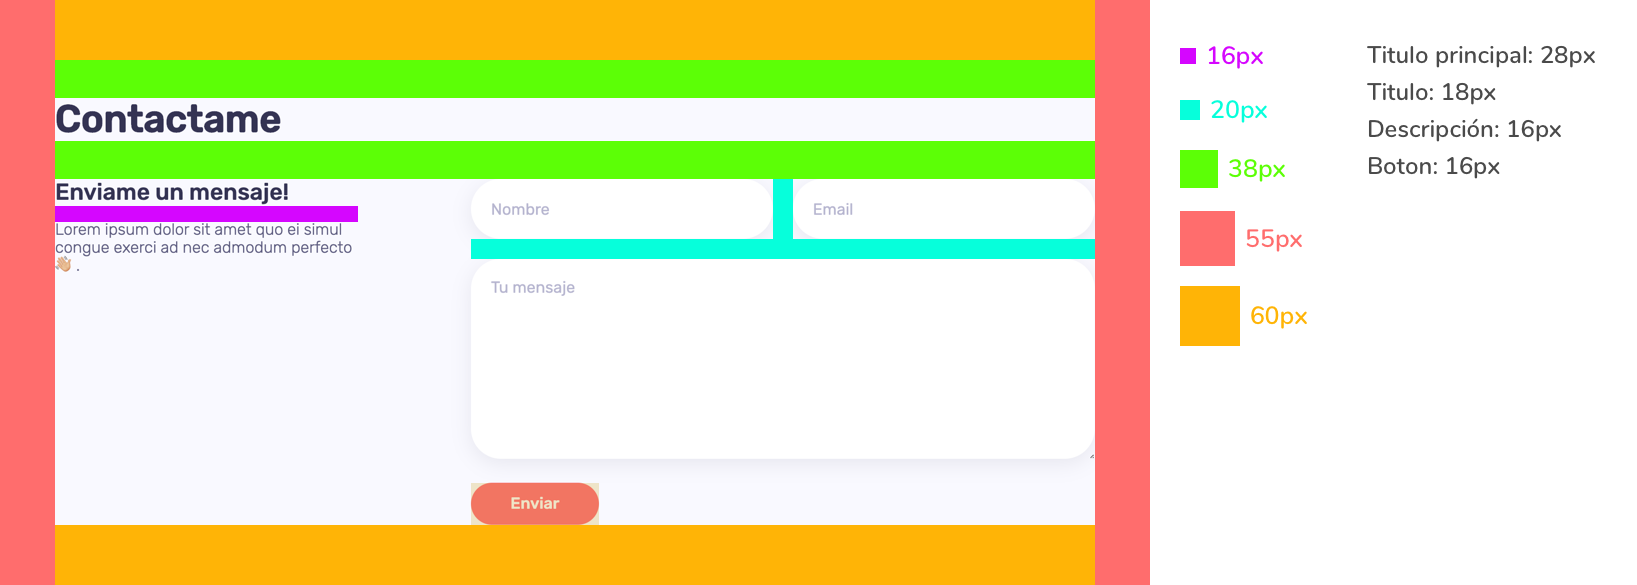 Contactame
Enviame un mensaje!
Lorem ipsum dolor sit amet quo ei simul
congue exerci ad nec admodum perfecto
👋🏼 .
Nombre
Email
Tu mensaje
Enviar
16px
20px
38px
55px
60px
Titulo principal: 28px
Titulo: 18px
Descripción: 16px
Boton: 16px